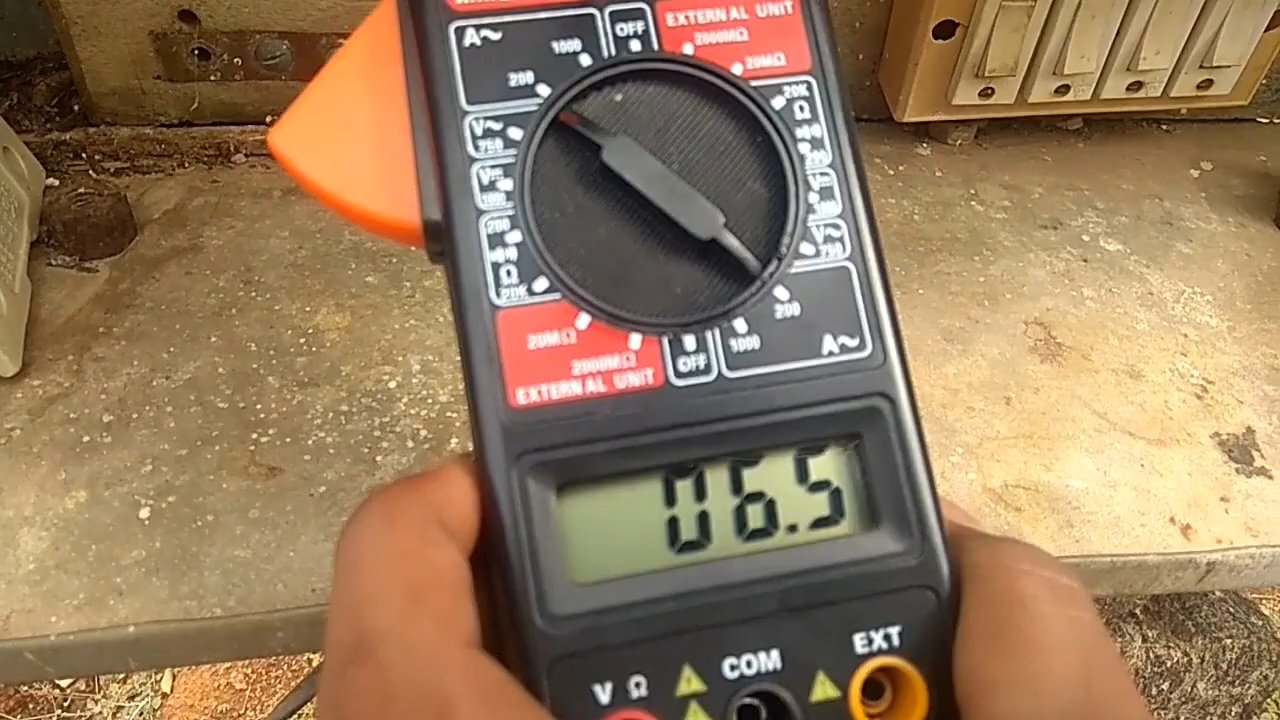 A~
1000
200
OFF
EXTERNAL UNIT
2000MΩ
20MΩ
V~
750
20K
Ω
200
V⎓
1000
V⎓
200
Ω
20K
V~
750
20MΩ
2000MΩ
EXTERNAL UNIT
OFF
1000
200
A~
06.5
V Ω
COM
EXT